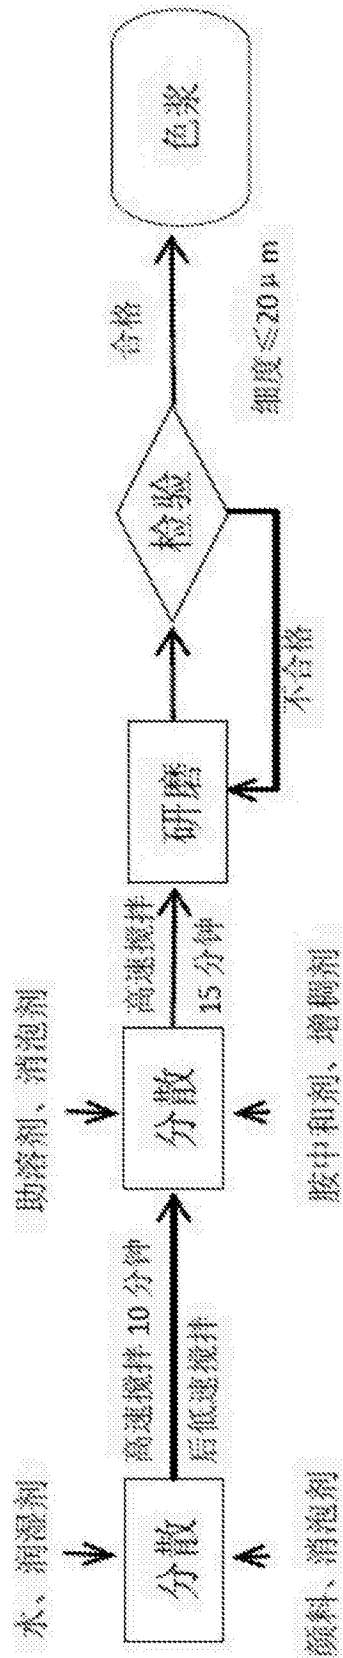 水、润湿剂
分散
颜料、消泡剂
高速搅拌 10 分钟
后低速搅拌
助溶剂、消泡剂
分散
胺中和剂、增稠剂
高速搅拌
15 分钟
研磨
不合格
检验
合格
细度≤20μm
色浆